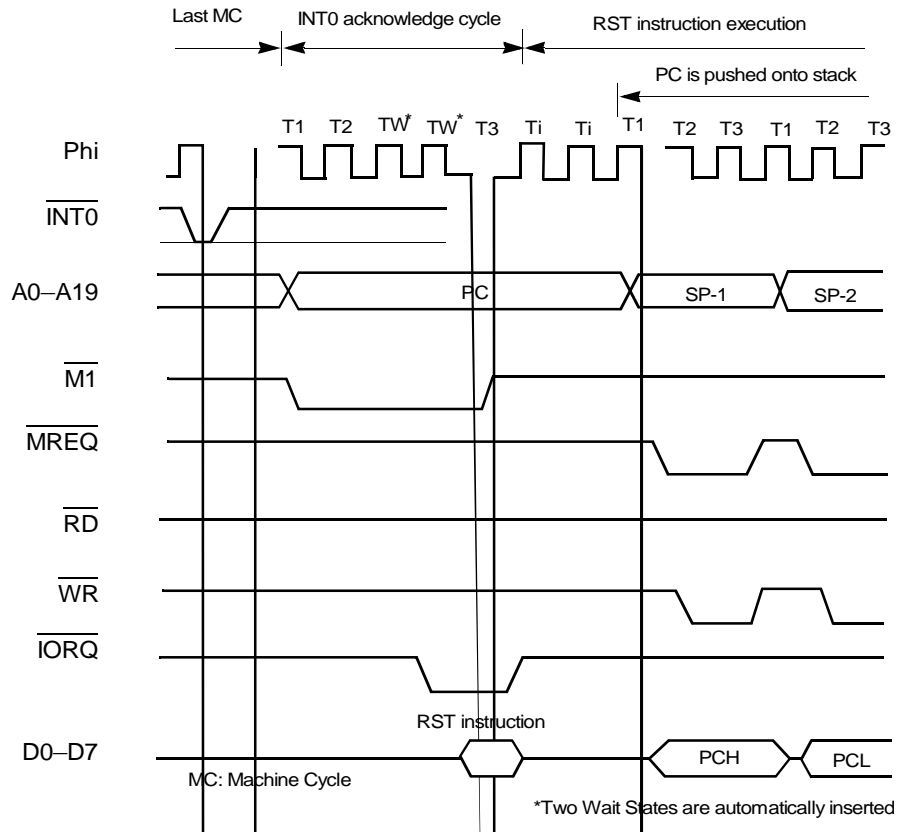 Last MC
INT0 acknowledge cycle
RST instruction execution
PC is pushed onto stack
T1 T2 TW* TW* T3 Ti Ti T1 T2 T3 T1 T2 T3
Phi
INT0
A0–A19
PC
SP-1
SP-2
M1
MREQ
RD
WR
IORQ
RST instruction
D0–D7
PCH
PCL
MC: Machine Cycle
*Two Wait States are automatically inserted